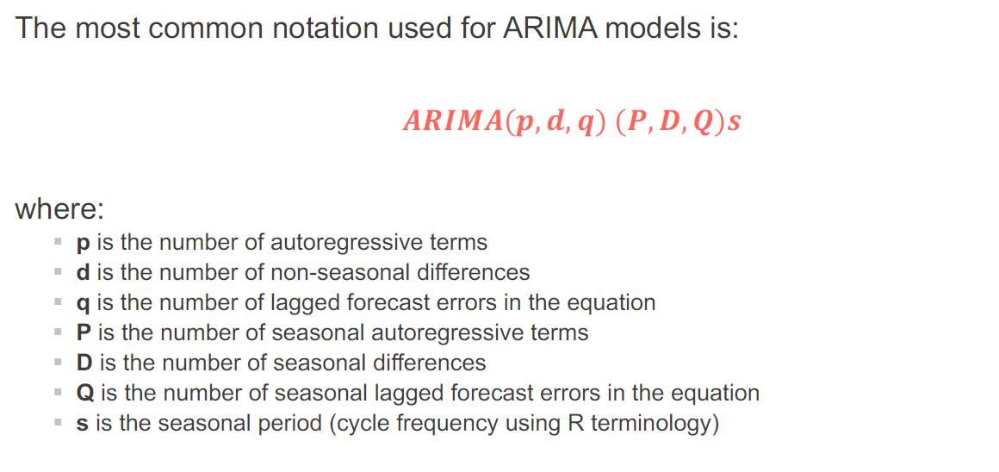 The most common notation used for ARIMA models is:
ARIMA(p, d, q) (P, D, Q)s
where:
▪ p is the number of autoregressive terms
▪ d is the number of non-seasonal differences
▪ q is the number of lagged forecast errors in the equation
▪ P is the number of seasonal autoregressive terms
▪ D is the number of seasonal differences
▪ Q is the number of seasonal lagged forecast errors in the equation
▪ s is the seasonal period (cycle frequency using R terminology)